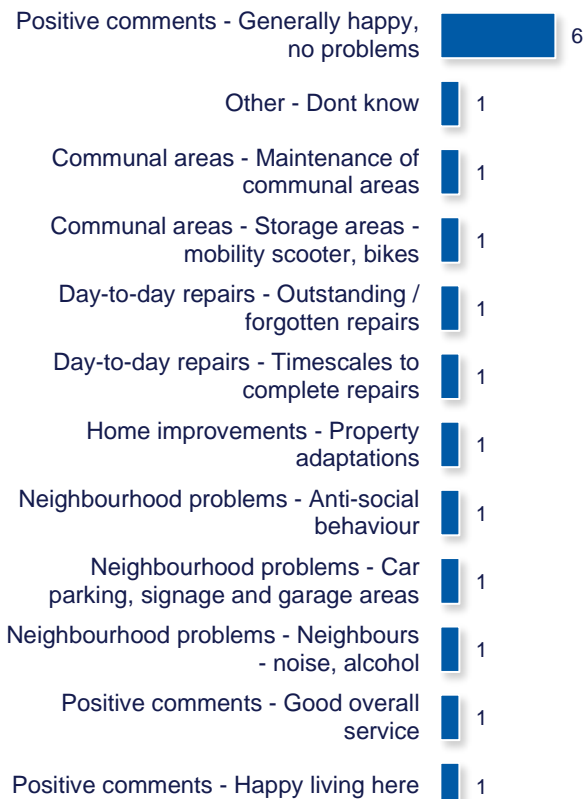 Positive comments - Generally happy,
no problems
6
Other - Dont know
1
Communal areas - Maintenance of
communal areas
1
Communal areas - Storage areas -
mobility scooter, bikes
1
Day-to-day repairs - Outstanding /
forgotten repairs
1
Day-to-day repairs - Timescales to
complete repairs
1
Home improvements - Property
adaptations
1
Neighbourhood problems - Anti-social
behaviour
1
Neighbourhood problems - Car
parking, signage and garage areas
1
Neighbourhood problems - Neighbours
- noise, alcohol
1
Positive comments - Good overall
service
1
Positive comments - Happy living here
1